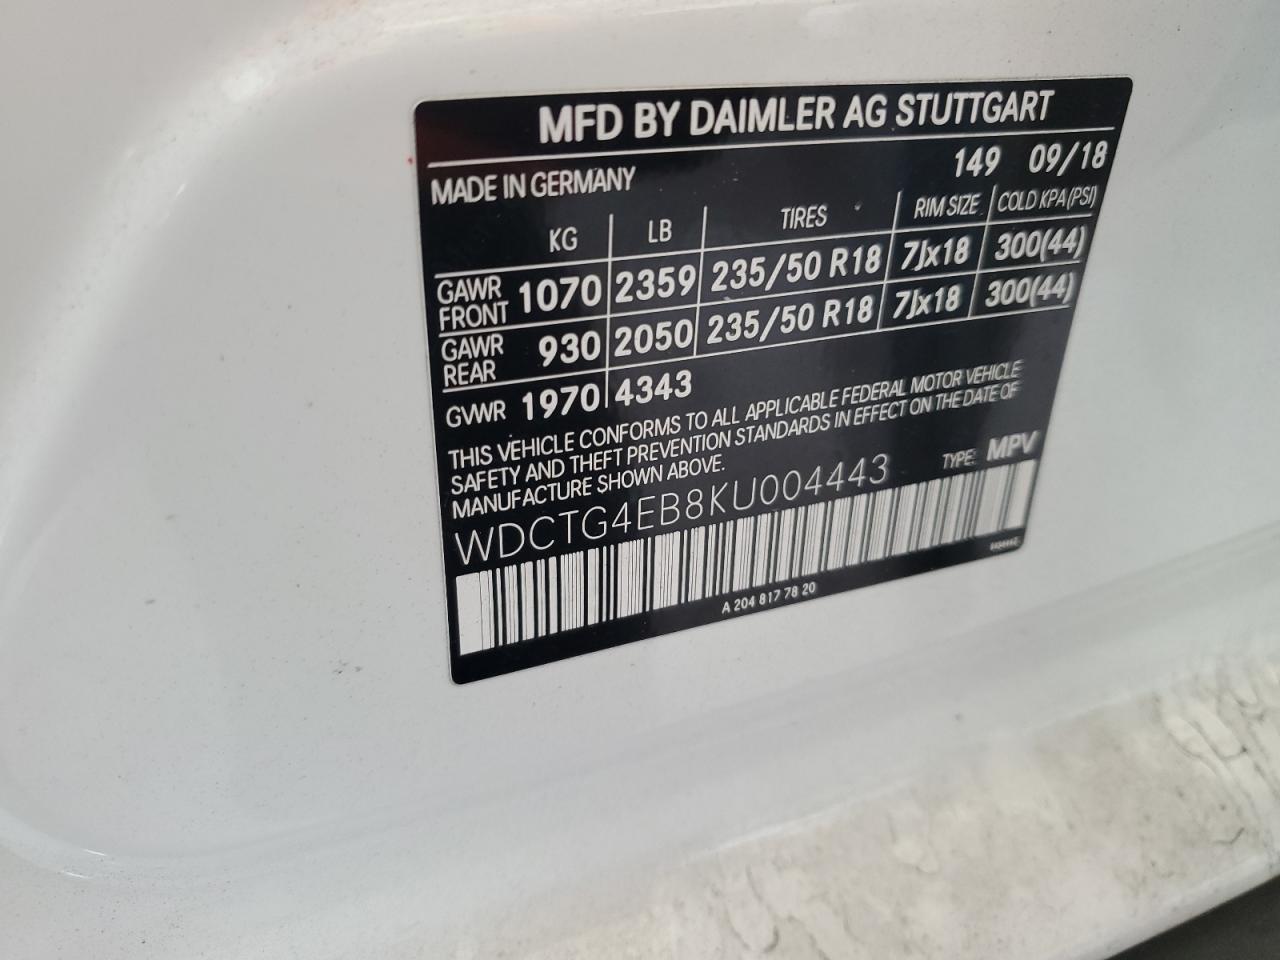 MFD BY DAIMLER AG STUTTGART
149 09/18
MADE IN GERMANY
KG LB TIRES RIM SIZE COLD KPA(PSI)
GAWR FRONT 1070 2359 235/50 R18 7Jx18 300(44)
GAWR REAR 930 2050 235/50 R18 7Jx18 300(44)
GVWR 1970 4343
THIS VEHICLE CONFORMS TO ALL APPLICABLE FEDERAL MOTOR VEHICLE
SAFETY AND THEFT PREVENTION STANDARDS IN EFFECT ON THE DATE OF
MANUFACTURE SHOWN ABOVE.
TYPE: MPV
WDCTG4EB8KU004443
A 204 817 78 20